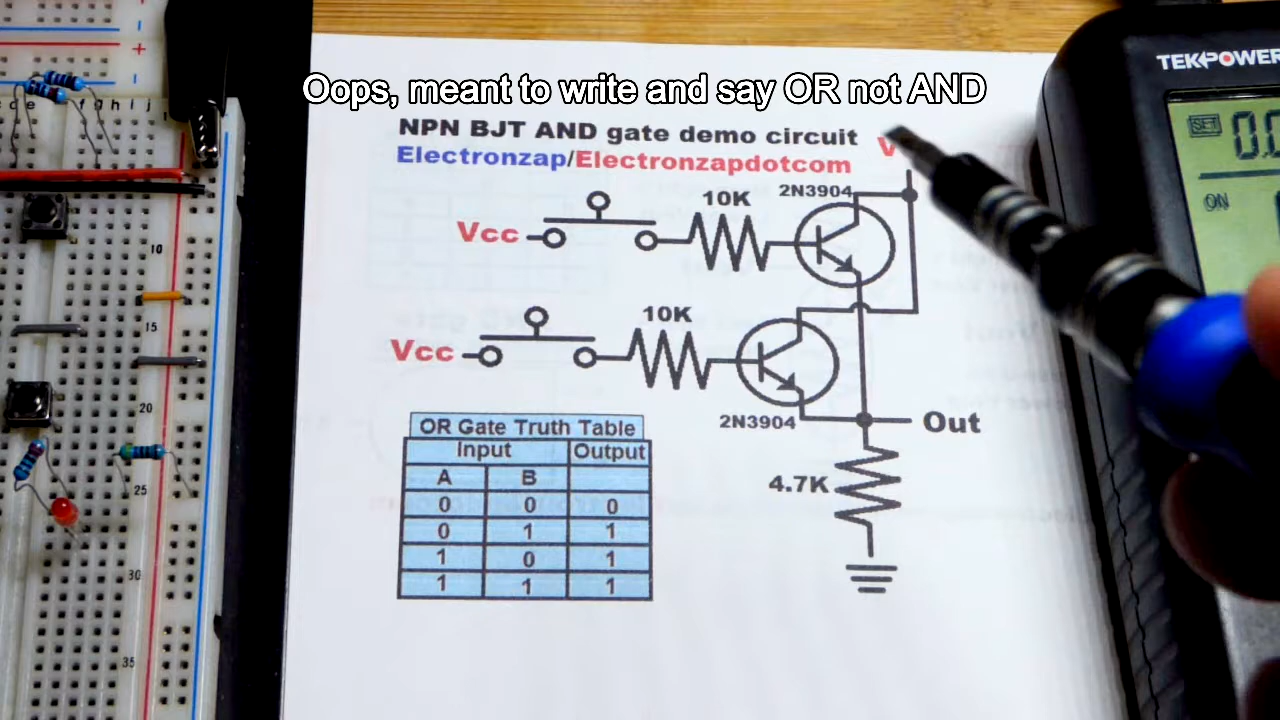 Oops, meant to write and say OR not AND
NPN BJT AND gate demo circuit
Electronzap/Electronzapdotcom
TEKPOWER
SET
ON
0.0
V
10K
2N3904
Vcc
10K
Vcc
2N3904
Out
4.7K
OR Gate Truth Table
Input Output
A B
0 0 0
0 1 1
1 0 1
1 1 1
c d e f g h i j
10
15
20
25
30
35